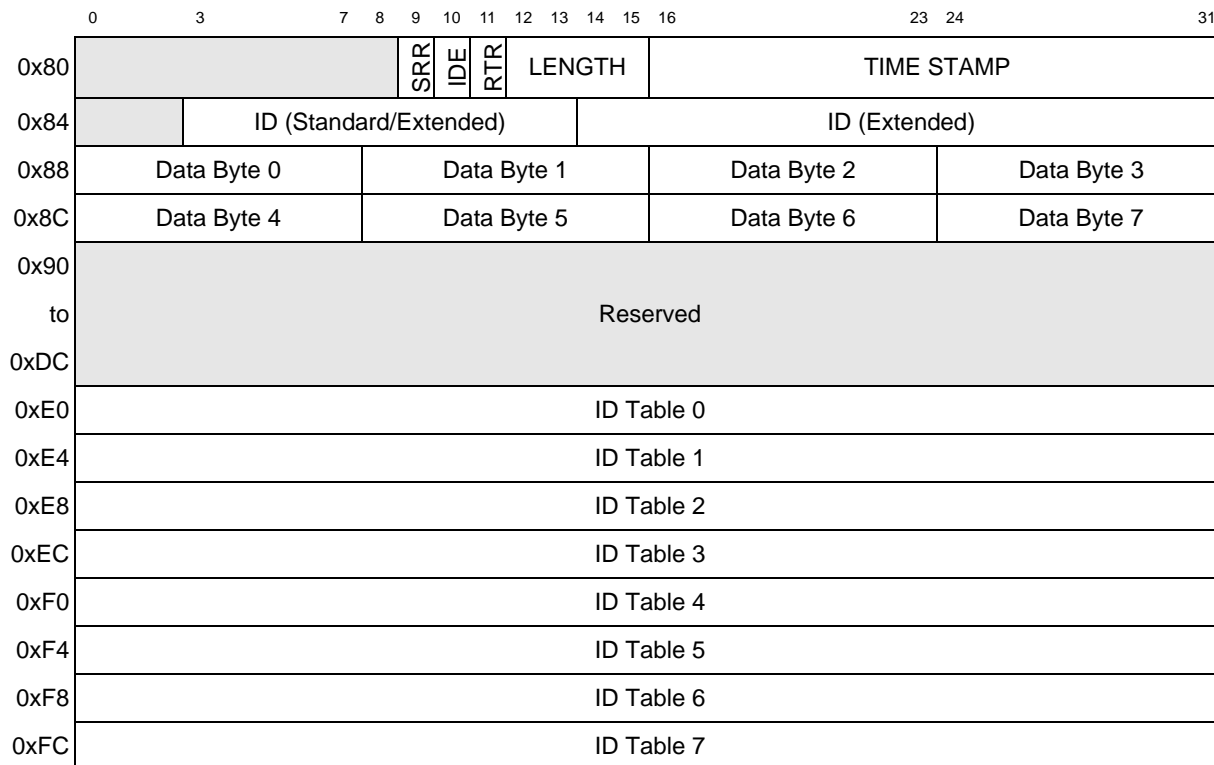 0 3 7 8 9 10 11 12 13 14 15 16 23 24 31
0x80 SRR IDE RTR LENGTH TIME STAMP
0x84 ID (Standard/Extended) ID (Extended)
0x88 Data Byte 0 Data Byte 1 Data Byte 2 Data Byte 3
0x8C Data Byte 4 Data Byte 5 Data Byte 6 Data Byte 7
0x90
to Reserved
0xDC
0xE0 ID Table 0
0xE4 ID Table 1
0xE8 ID Table 2
0xEC ID Table 3
0xF0 ID Table 4
0xF4 ID Table 5
0xF8 ID Table 6
0xFC ID Table 7